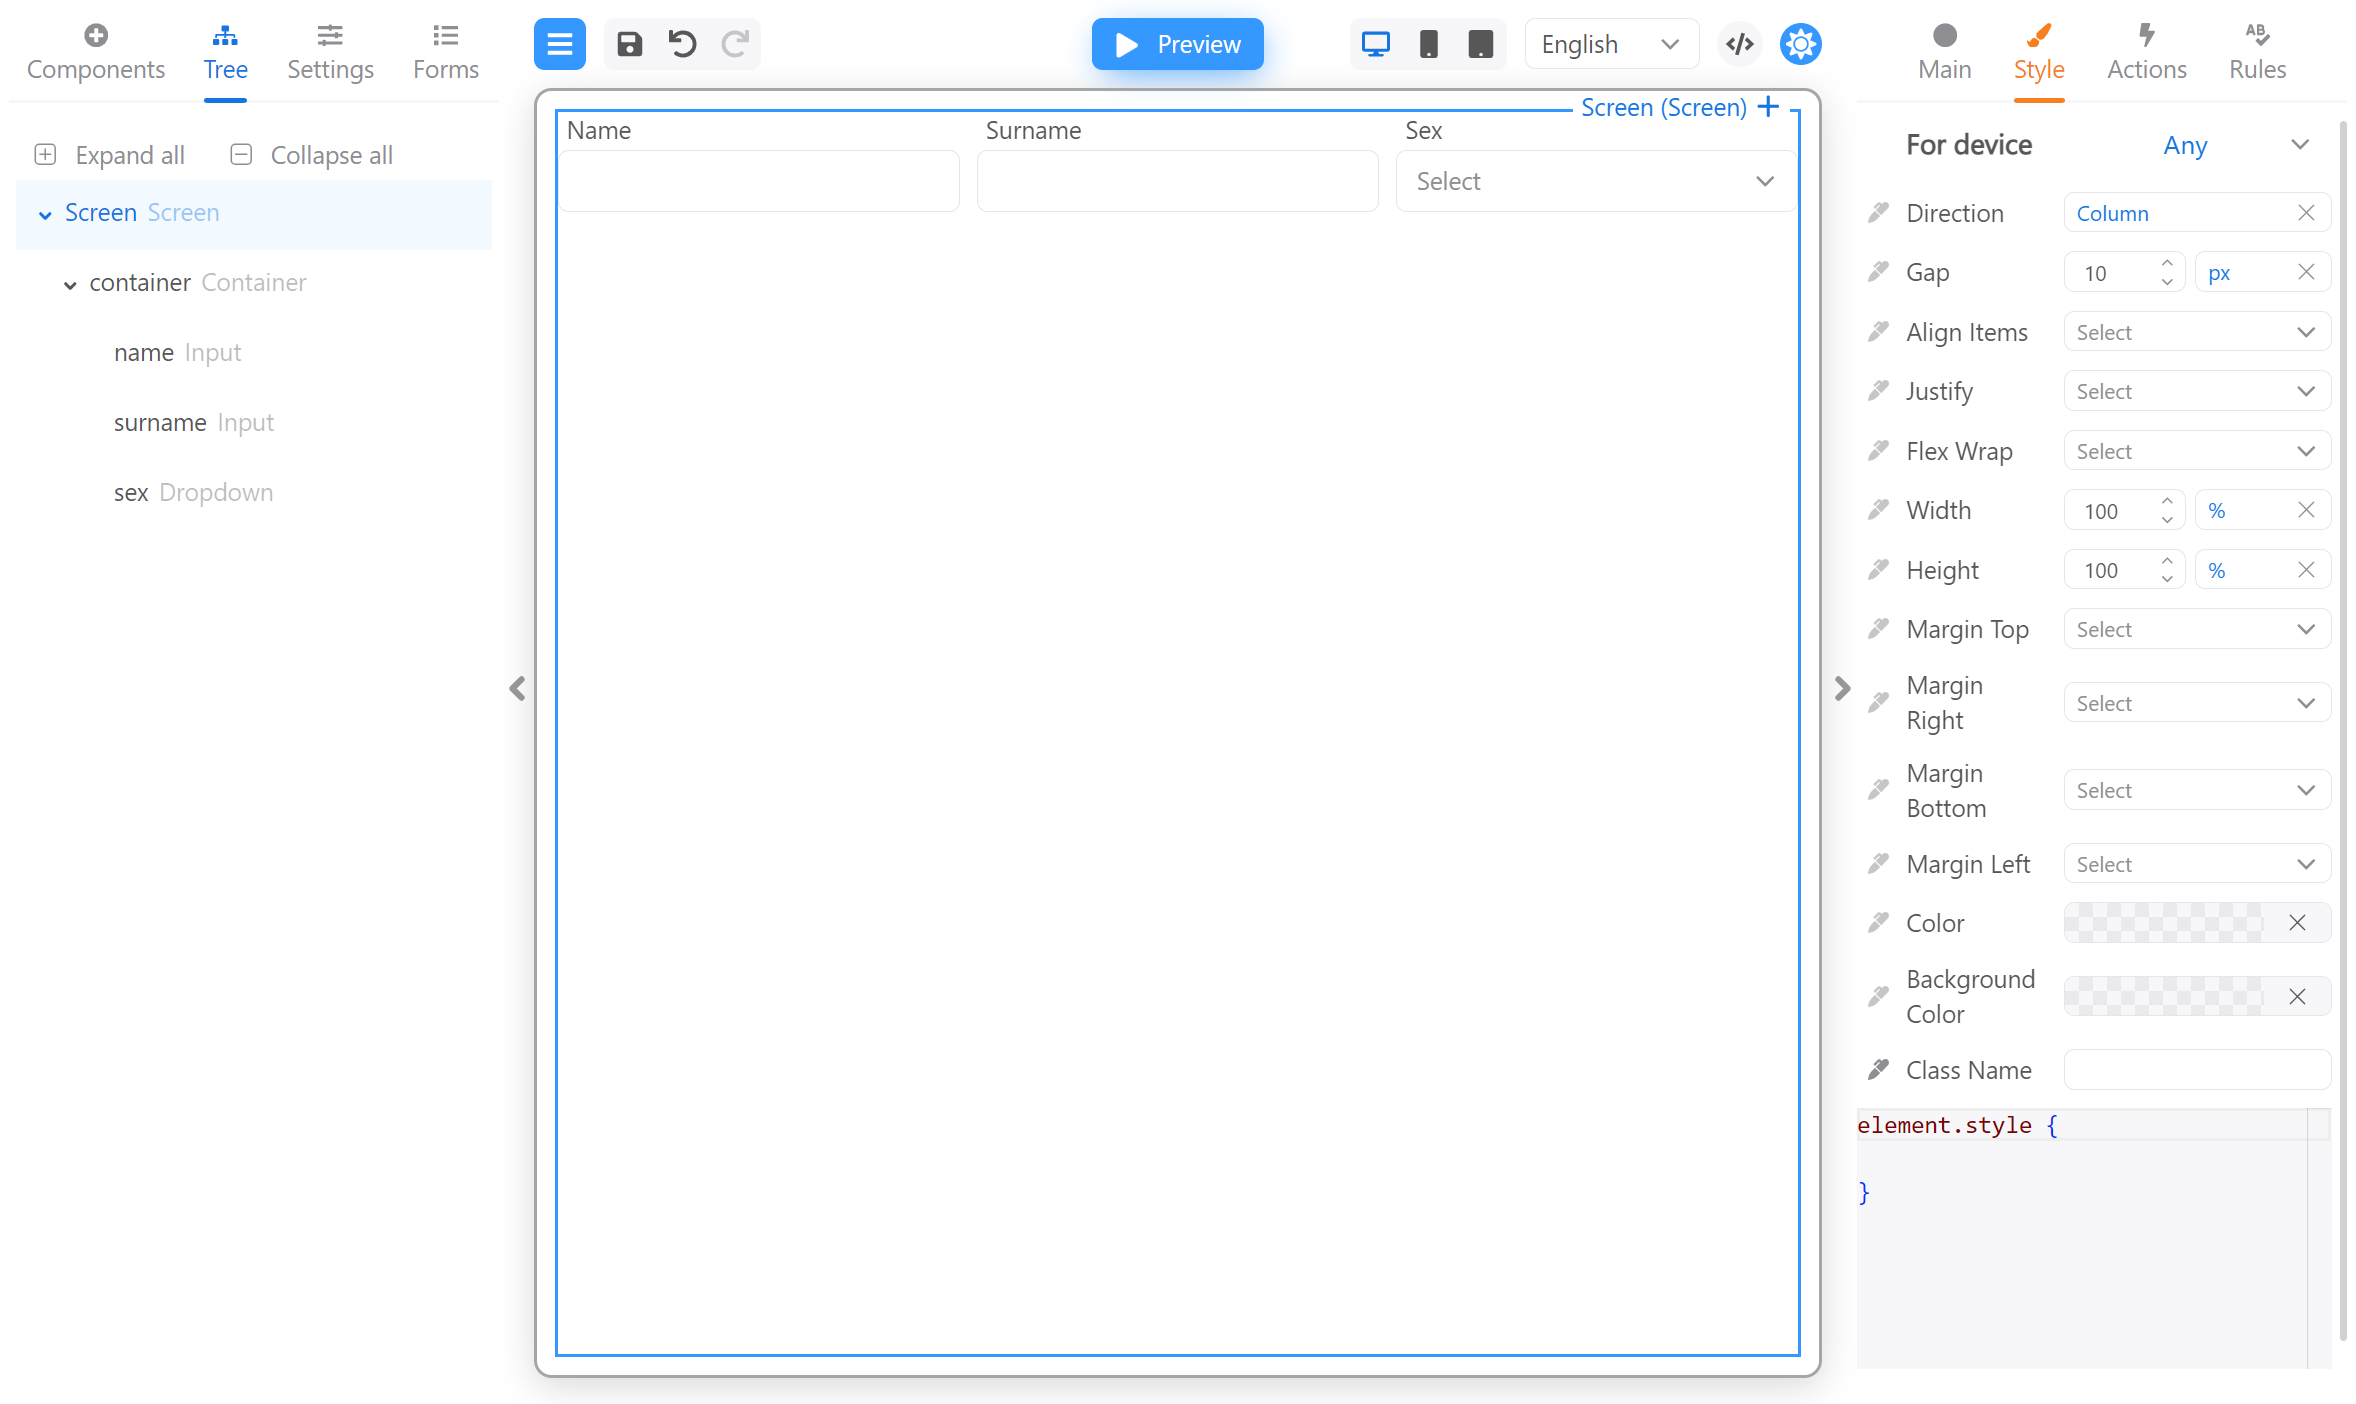 Components
Tree
Settings
Forms
Preview
English
Main
Style
Actions
Rules
Expand all
Collapse all
Screen Screen
container Container
name Input
surname Input
sex Dropdown
Screen (Screen)
Name
Surname
Sex
Select
For device
Any
Direction
Column
Gap
10
px
Align Items
Select
Justify
Select
Flex Wrap
Select
Width
100
%
Height
100
%
Margin Top
Select
Margin
Right
Select
Margin
Bottom
Select
Margin Left
Select
Color
Background
Color
Class Name
element.style {
}